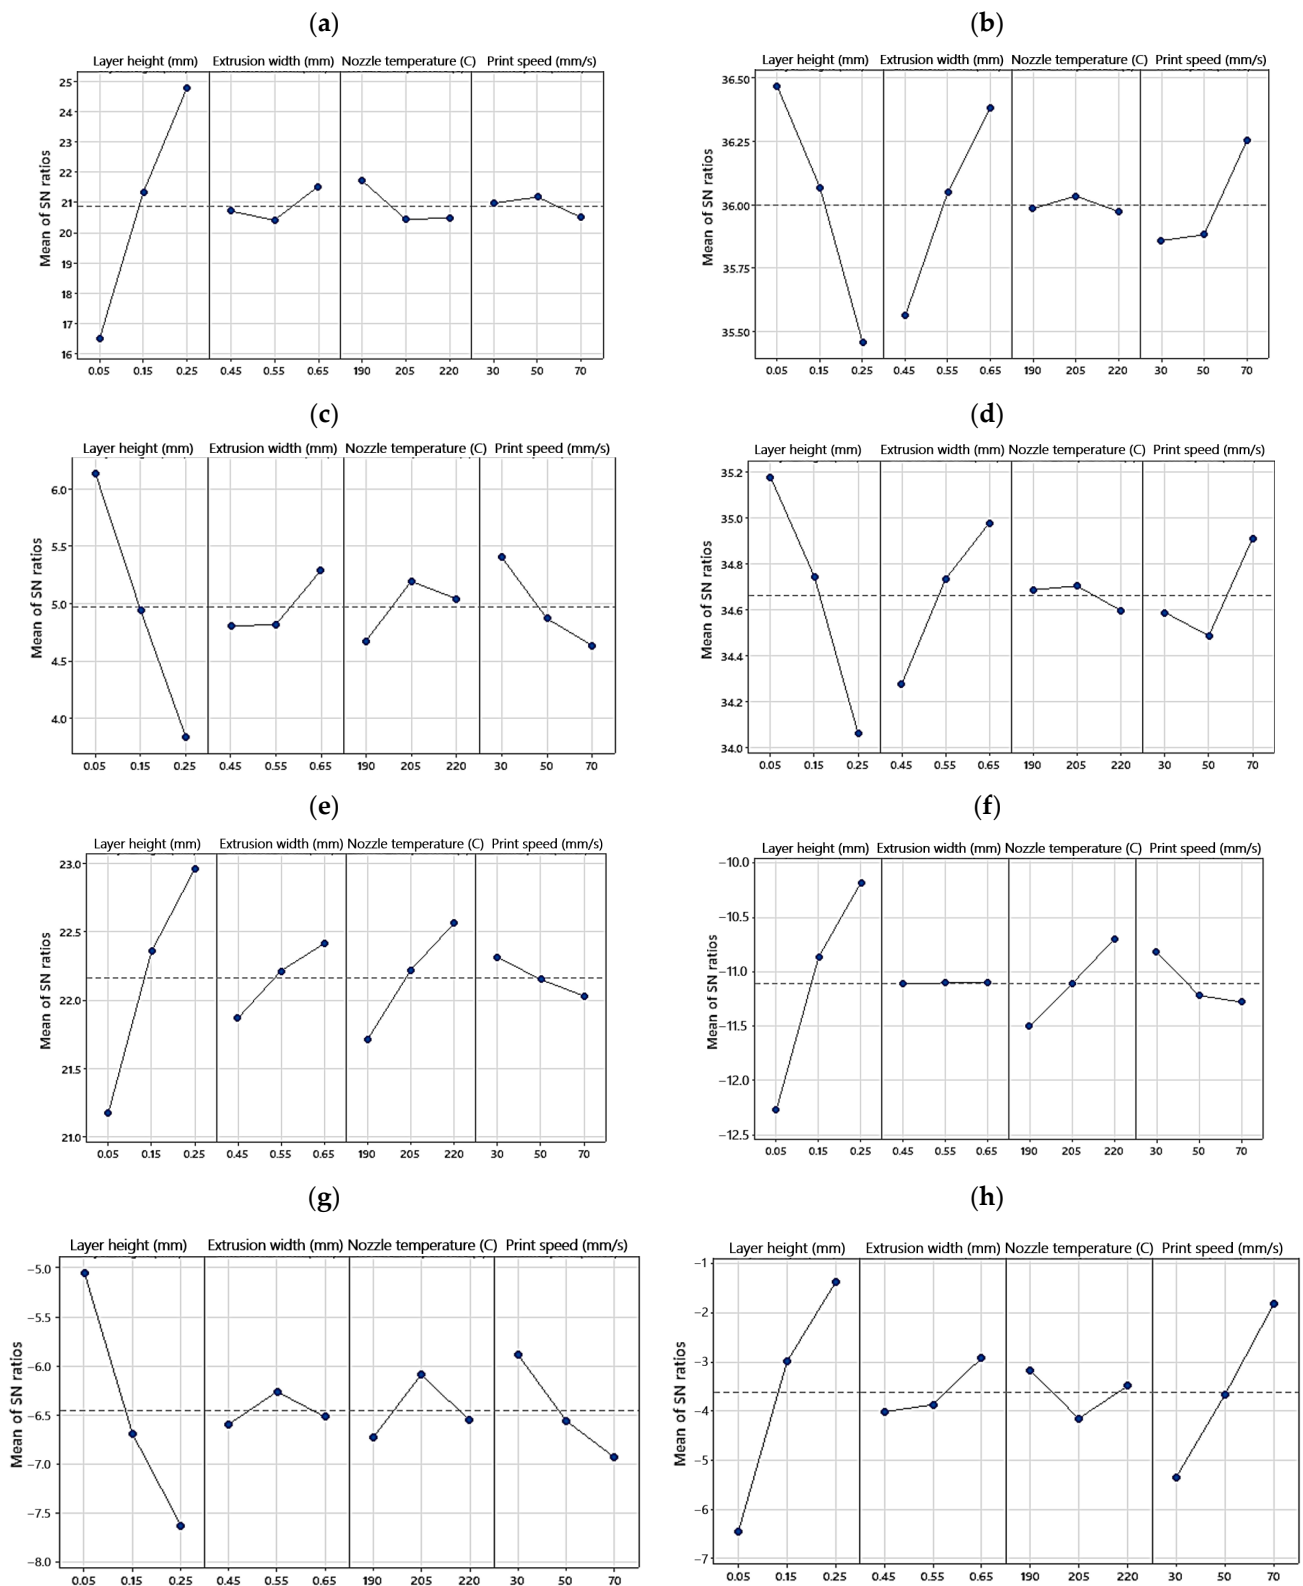 (a)
Layer height (mm) Extrusion width (mm) Nozzle temperature (C) Print speed (mm/s)
Mean of SN ratios
25
24
23
22
21
20
19
18
17
16
0.05 0.15 0.25 0.45 0.55 0.65 190 205 220 30 50 70
(b)
Layer height (mm) Extrusion width (mm) Nozzle temperature (C) Print speed (mm/s)
Mean of SN ratios
36.50
36.25
36.00
35.75
35.50
0.05 0.15 0.25 0.45 0.55 0.65 190 205 220 30 50 70
(c)
Layer height (mm) Extrusion width (mm) Nozzle temperature (C) Print speed (mm/s)
Mean of SN ratios
6.0
5.5
5.0
4.5
4.0
0.05 0.15 0.25 0.45 0.55 0.65 190 205 220 30 50 70
(d)
Layer height (mm) Extrusion width (mm) Nozzle temperature (C) Print speed (mm/s)
Mean of SN ratios
35.2
35.0
34.8
34.6
34.4
34.2
34.0
0.05 0.15 0.25 0.45 0.55 0.65 190 205 220 30 50 70
(e)
Layer height (mm) Extrusion width (mm) Nozzle temperature (C) Print speed (mm/s)
Mean of SN ratios
23.0
22.5
22.0
21.5
21.0
0.05 0.15 0.25 0.45 0.55 0.65 190 205 220 30 50 70
(f)
Layer height (mm) Extrusion width (mm) Nozzle temperature (C) Print speed (mm/s)
Mean of SN ratios
−10.0
−10.5
−11.0
−11.5
−12.0
−12.5
0.05 0.15 0.25 0.45 0.55 0.65 190 205 220 30 50 70
(g)
Layer height (mm) Extrusion width (mm) Nozzle temperature (C) Print speed (mm/s)
Mean of SN ratios
−5.0
−5.5
−6.0
−6.5
−7.0
−7.5
−8.0
0.05 0.15 0.25 0.45 0.55 0.65 190 205 220 30 50 70
(h)
Layer height (mm) Extrusion width (mm) Nozzle temperature (C) Print speed (mm/s)
Mean of SN ratios
−1
−2
−3
−4
−5
−6
−7
0.05 0.15 0.25 0.45 0.55 0.65 190 205 220 30 50 70